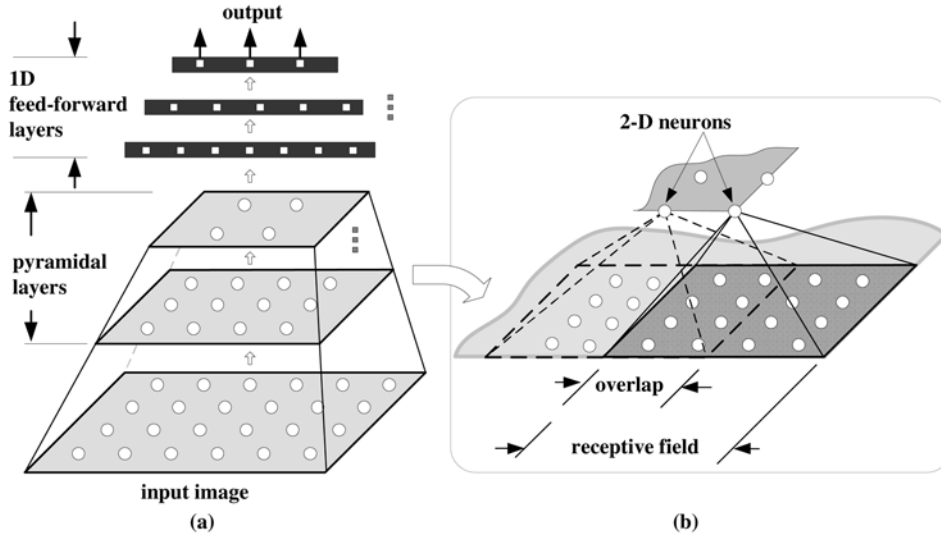 output
1D
feed-forward
layers
pyramidal
layers
input image
(a)
2-D neurons
overlap
receptive field
(b)